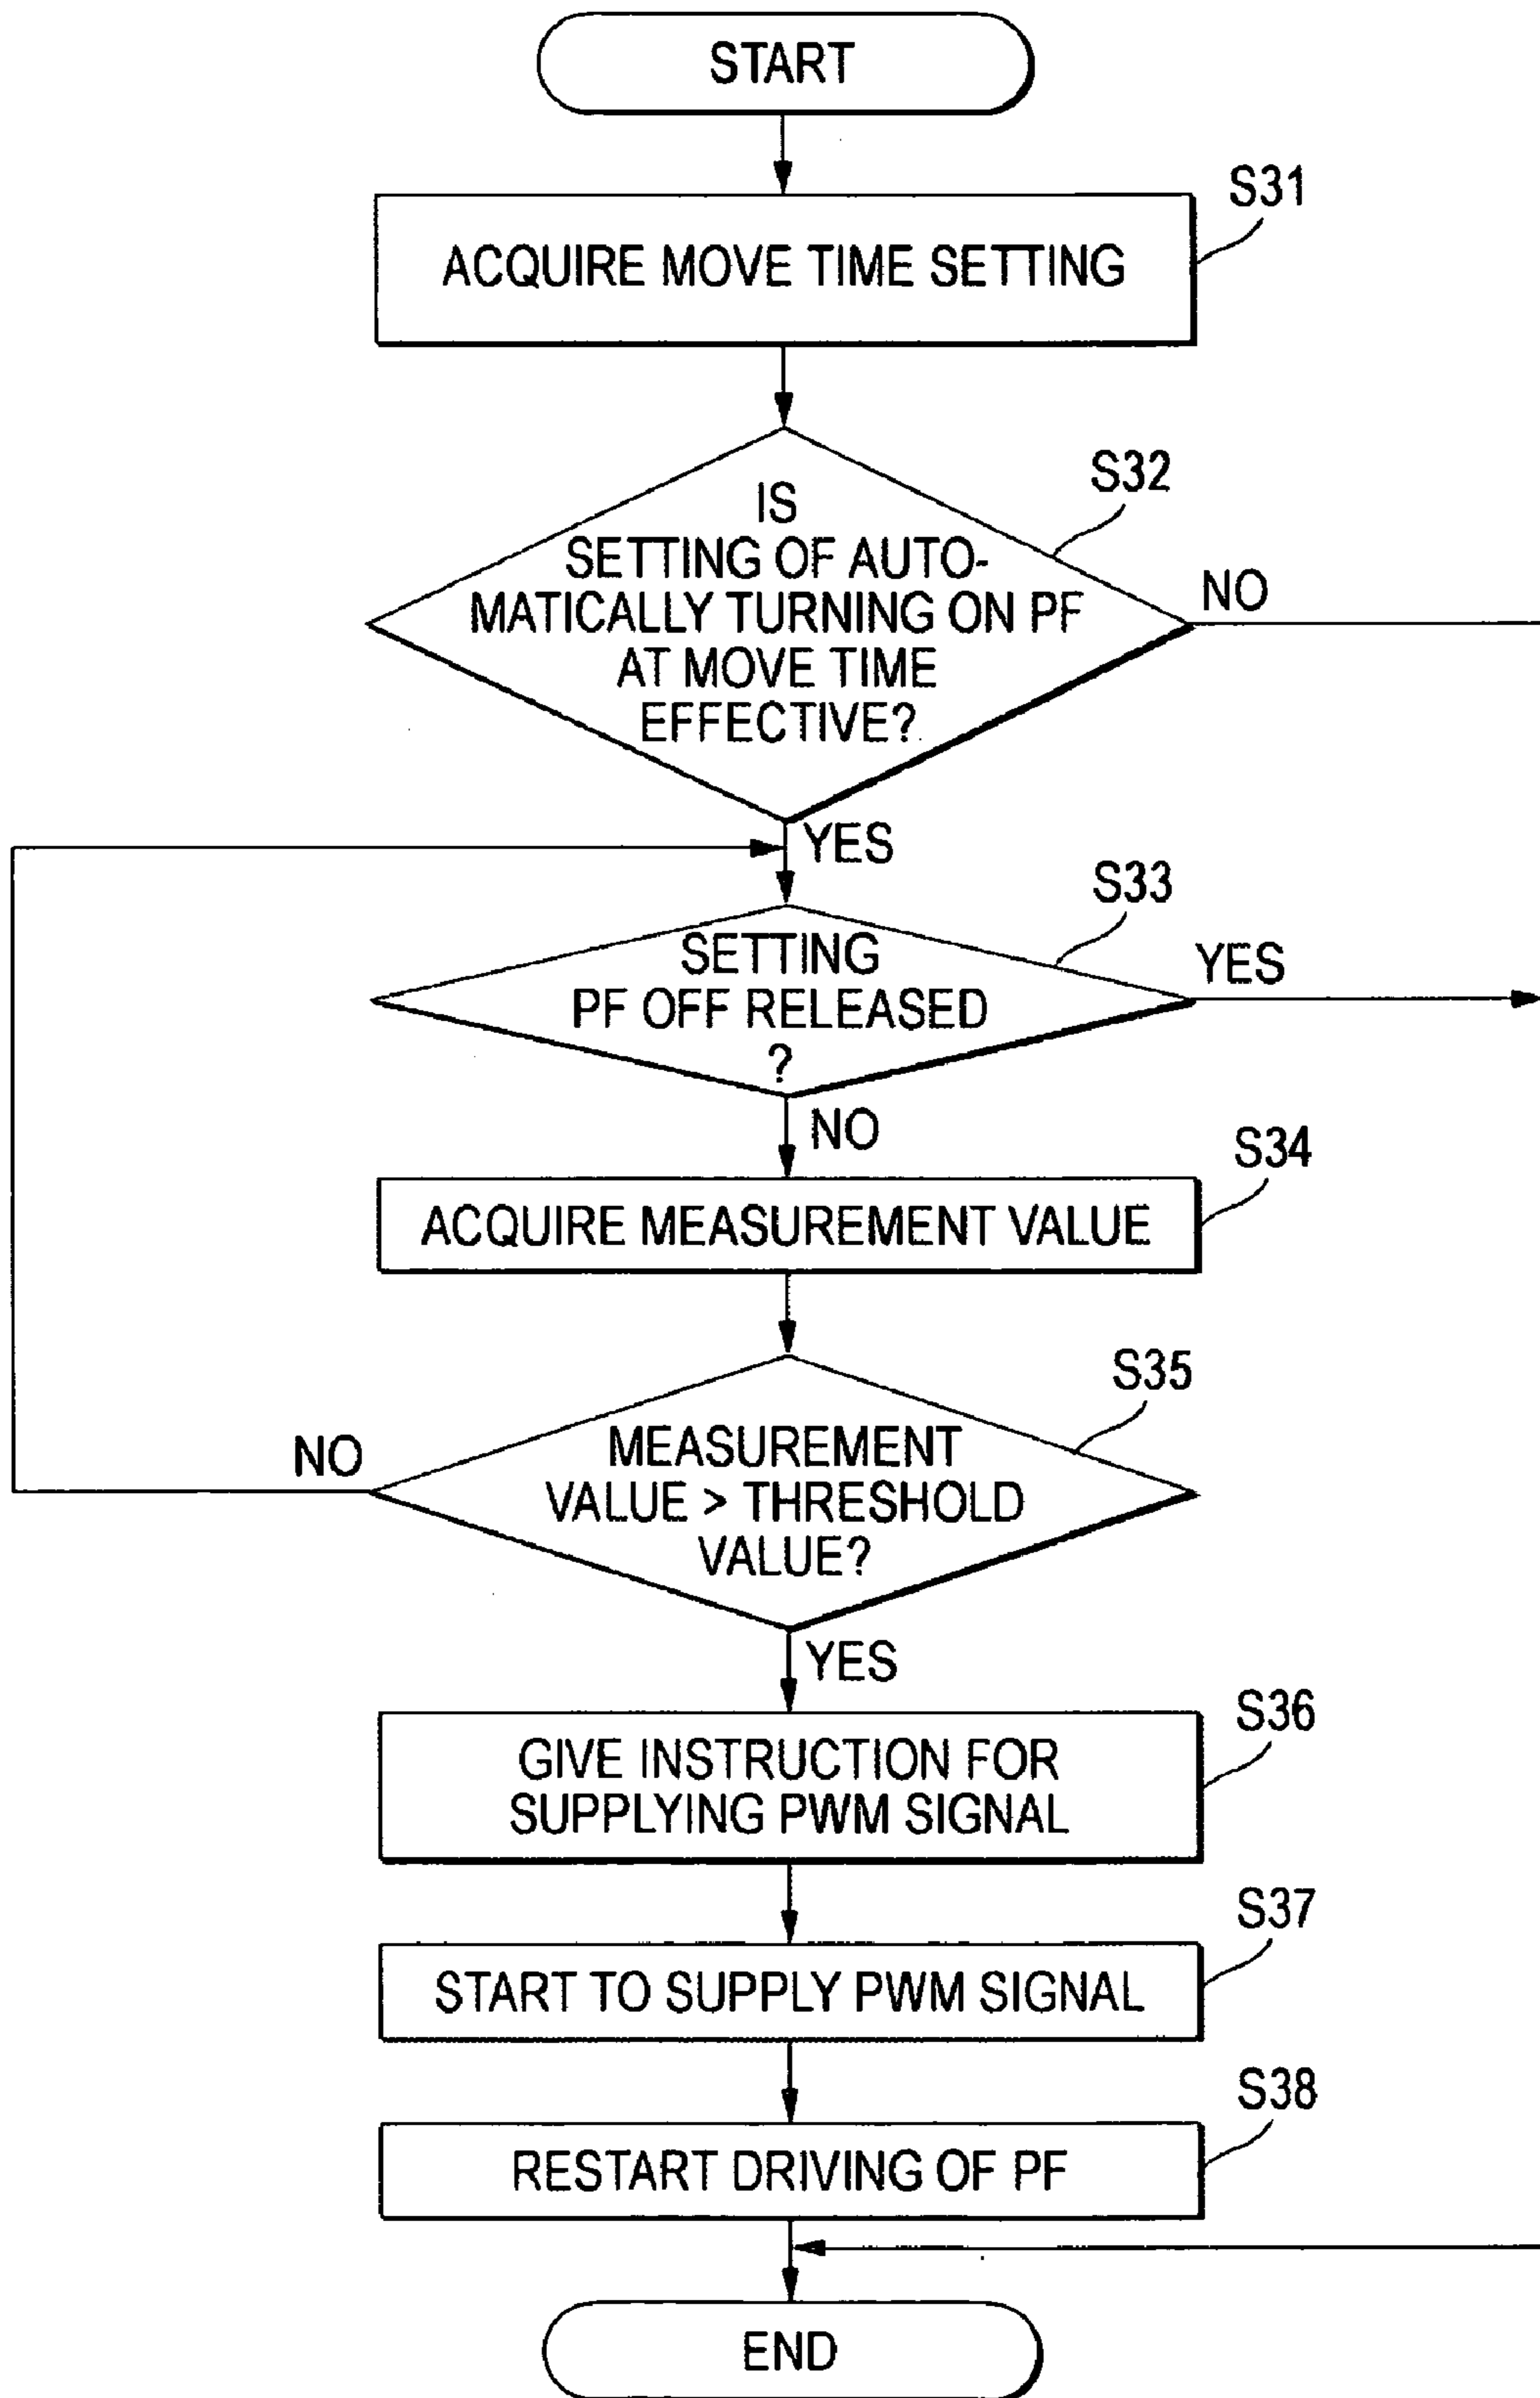 START
S31
ACQUIRE MOVE TIME SETTING
S32
IS
SETTING OF AUTO-
MATICALLY TURNING ON PF
AT MOVE TIME
EFFECTIVE?
NO
YES
S33
SETTING
PF OFF RELEASED
?
YES
NO
S34
ACQUIRE MEASUREMENT VALUE
S35
MEASUREMENT
VALUE > THRESHOLD
VALUE?
NO
YES
S36
GIVE INSTRUCTION FOR
SUPPLYING PWM SIGNAL
S37
START TO SUPPLY PWM SIGNAL
S38
RESTART DRIVING OF PF
END